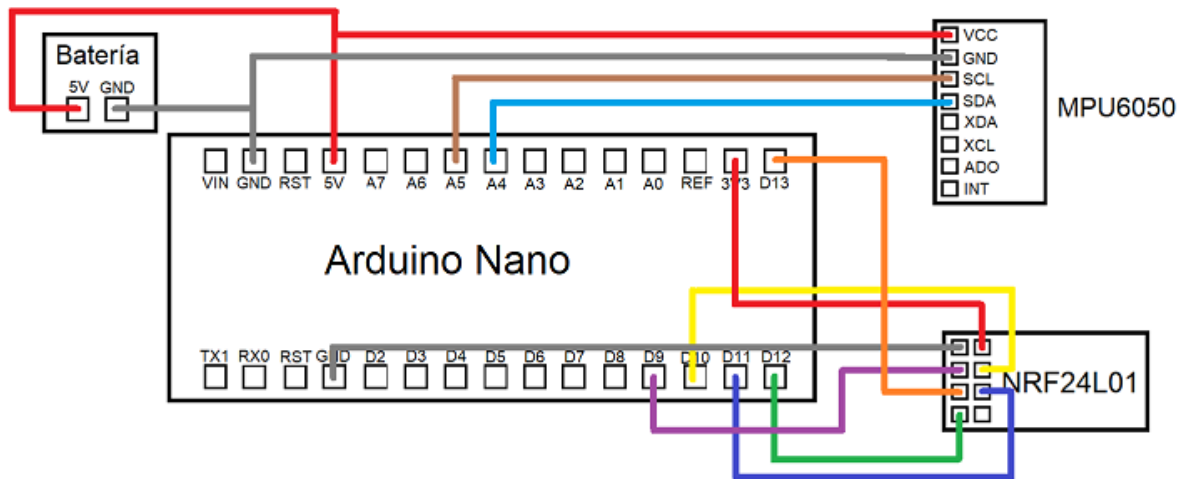 Batería
5V GND
VCC
GND
SCL
SDA
XDA
XCL
ADO
INT
MPU6050
VIN GND RST 5V A7 A6 A5 A4 A3 A2 A1 A0 REF 3V3 D13
Arduino Nano
TX1 RX0 RST GND D2 D3 D4 D5 D6 D7 D8 D9 D10 D11 D12
NRF24L01